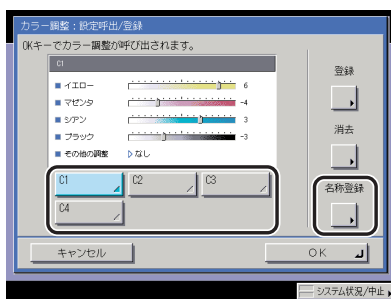 カラー調整：設定呼出/登録
OKキーでカラー調整が呼び出されます。
C1
■ イエロー 6
■ マゼンタ -4
■ シアン 3
■ ブラック -3
■ その他の調整 ▷なし
C1 C2 C3
C4
登録
消去
名称登録
キャンセル OK
システム状況/中止